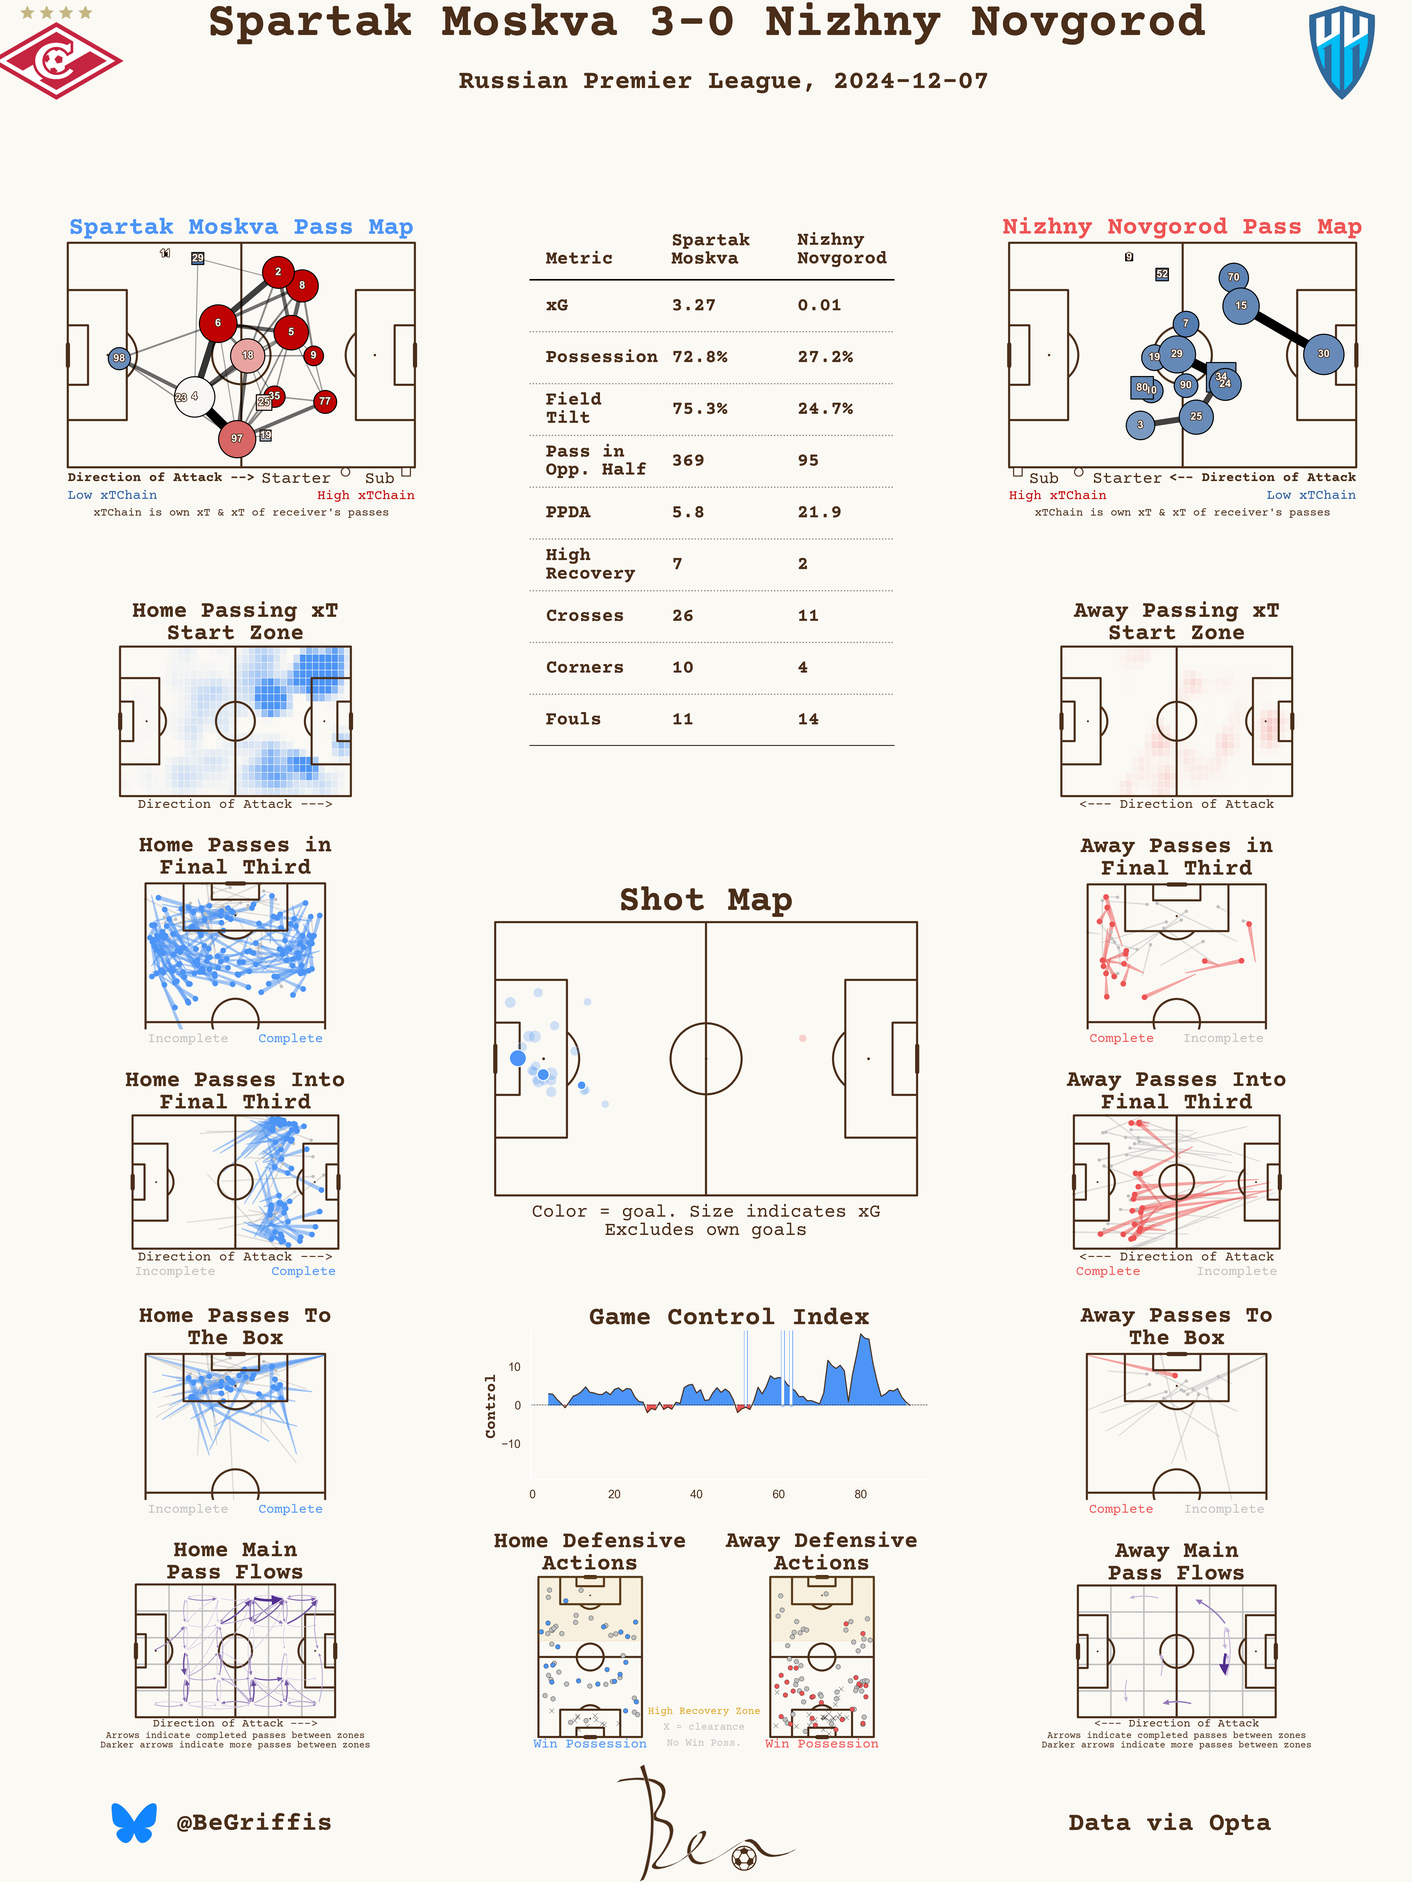 Spartak Moskva 3-0 Nizhny Novgorod
Russian Premier League, 2024-12-07
Spartak Moskva Pass Map
11
29
2
8
6
5
98
18
9
23
4
35
25
77
97
19
Direction of Attack --> Starter Sub
Low xTChain High xTChain
xTChain is own xT & xT of receiver's passes
Metric Spartak Moskva Nizhny Novgorod
xG 3.27 0.01
Possession 72.8% 27.2%
Field Tilt 75.3% 24.7%
Pass in Opp. Half 369 95
PPDA 5.8 21.9
High Recovery 7 2
Crosses 26 11
Corners 10 4
Fouls 11 14
Nizhny Novgorod Pass Map
9
52
70
15
7
19
29
30
34
24
80
10
90
25
3
Sub Starter <-- Direction of Attack
High xTChain Low xTChain
xTChain is own xT & xT of receiver's passes
Home Passing xT
Start Zone
Direction of Attack --->
Away Passing xT
Start Zone
<--- Direction of Attack
Home Passes in
Final Third
Incomplete Complete
Away Passes in
Final Third
Complete Incomplete
Shot Map
Color = goal. Size indicates xG
Excludes own goals
Home Passes Into
Final Third
Direction of Attack --->
Incomplete Complete
Away Passes Into
Final Third
<--- Direction of Attack
Complete Incomplete
Home Passes To
The Box
Incomplete Complete
Game Control Index
Control
10
0
−10
0 20 40 60 80
Away Passes To
The Box
Complete Incomplete
Home Main
Pass Flows
Direction of Attack --->
Arrows indicate completed passes between zones
Darker arrows indicate more passes between zones
Home Defensive
Actions
Win Possession
Away Defensive
Actions
Win Possession
High Recovery Zone
X = clearance
No Win Poss.
Away Main
Pass Flows
<--- Direction of Attack
Arrows indicate completed passes between zones
Darker arrows indicate more passes between zones
@BeGriffis
Ben
Data via Opta